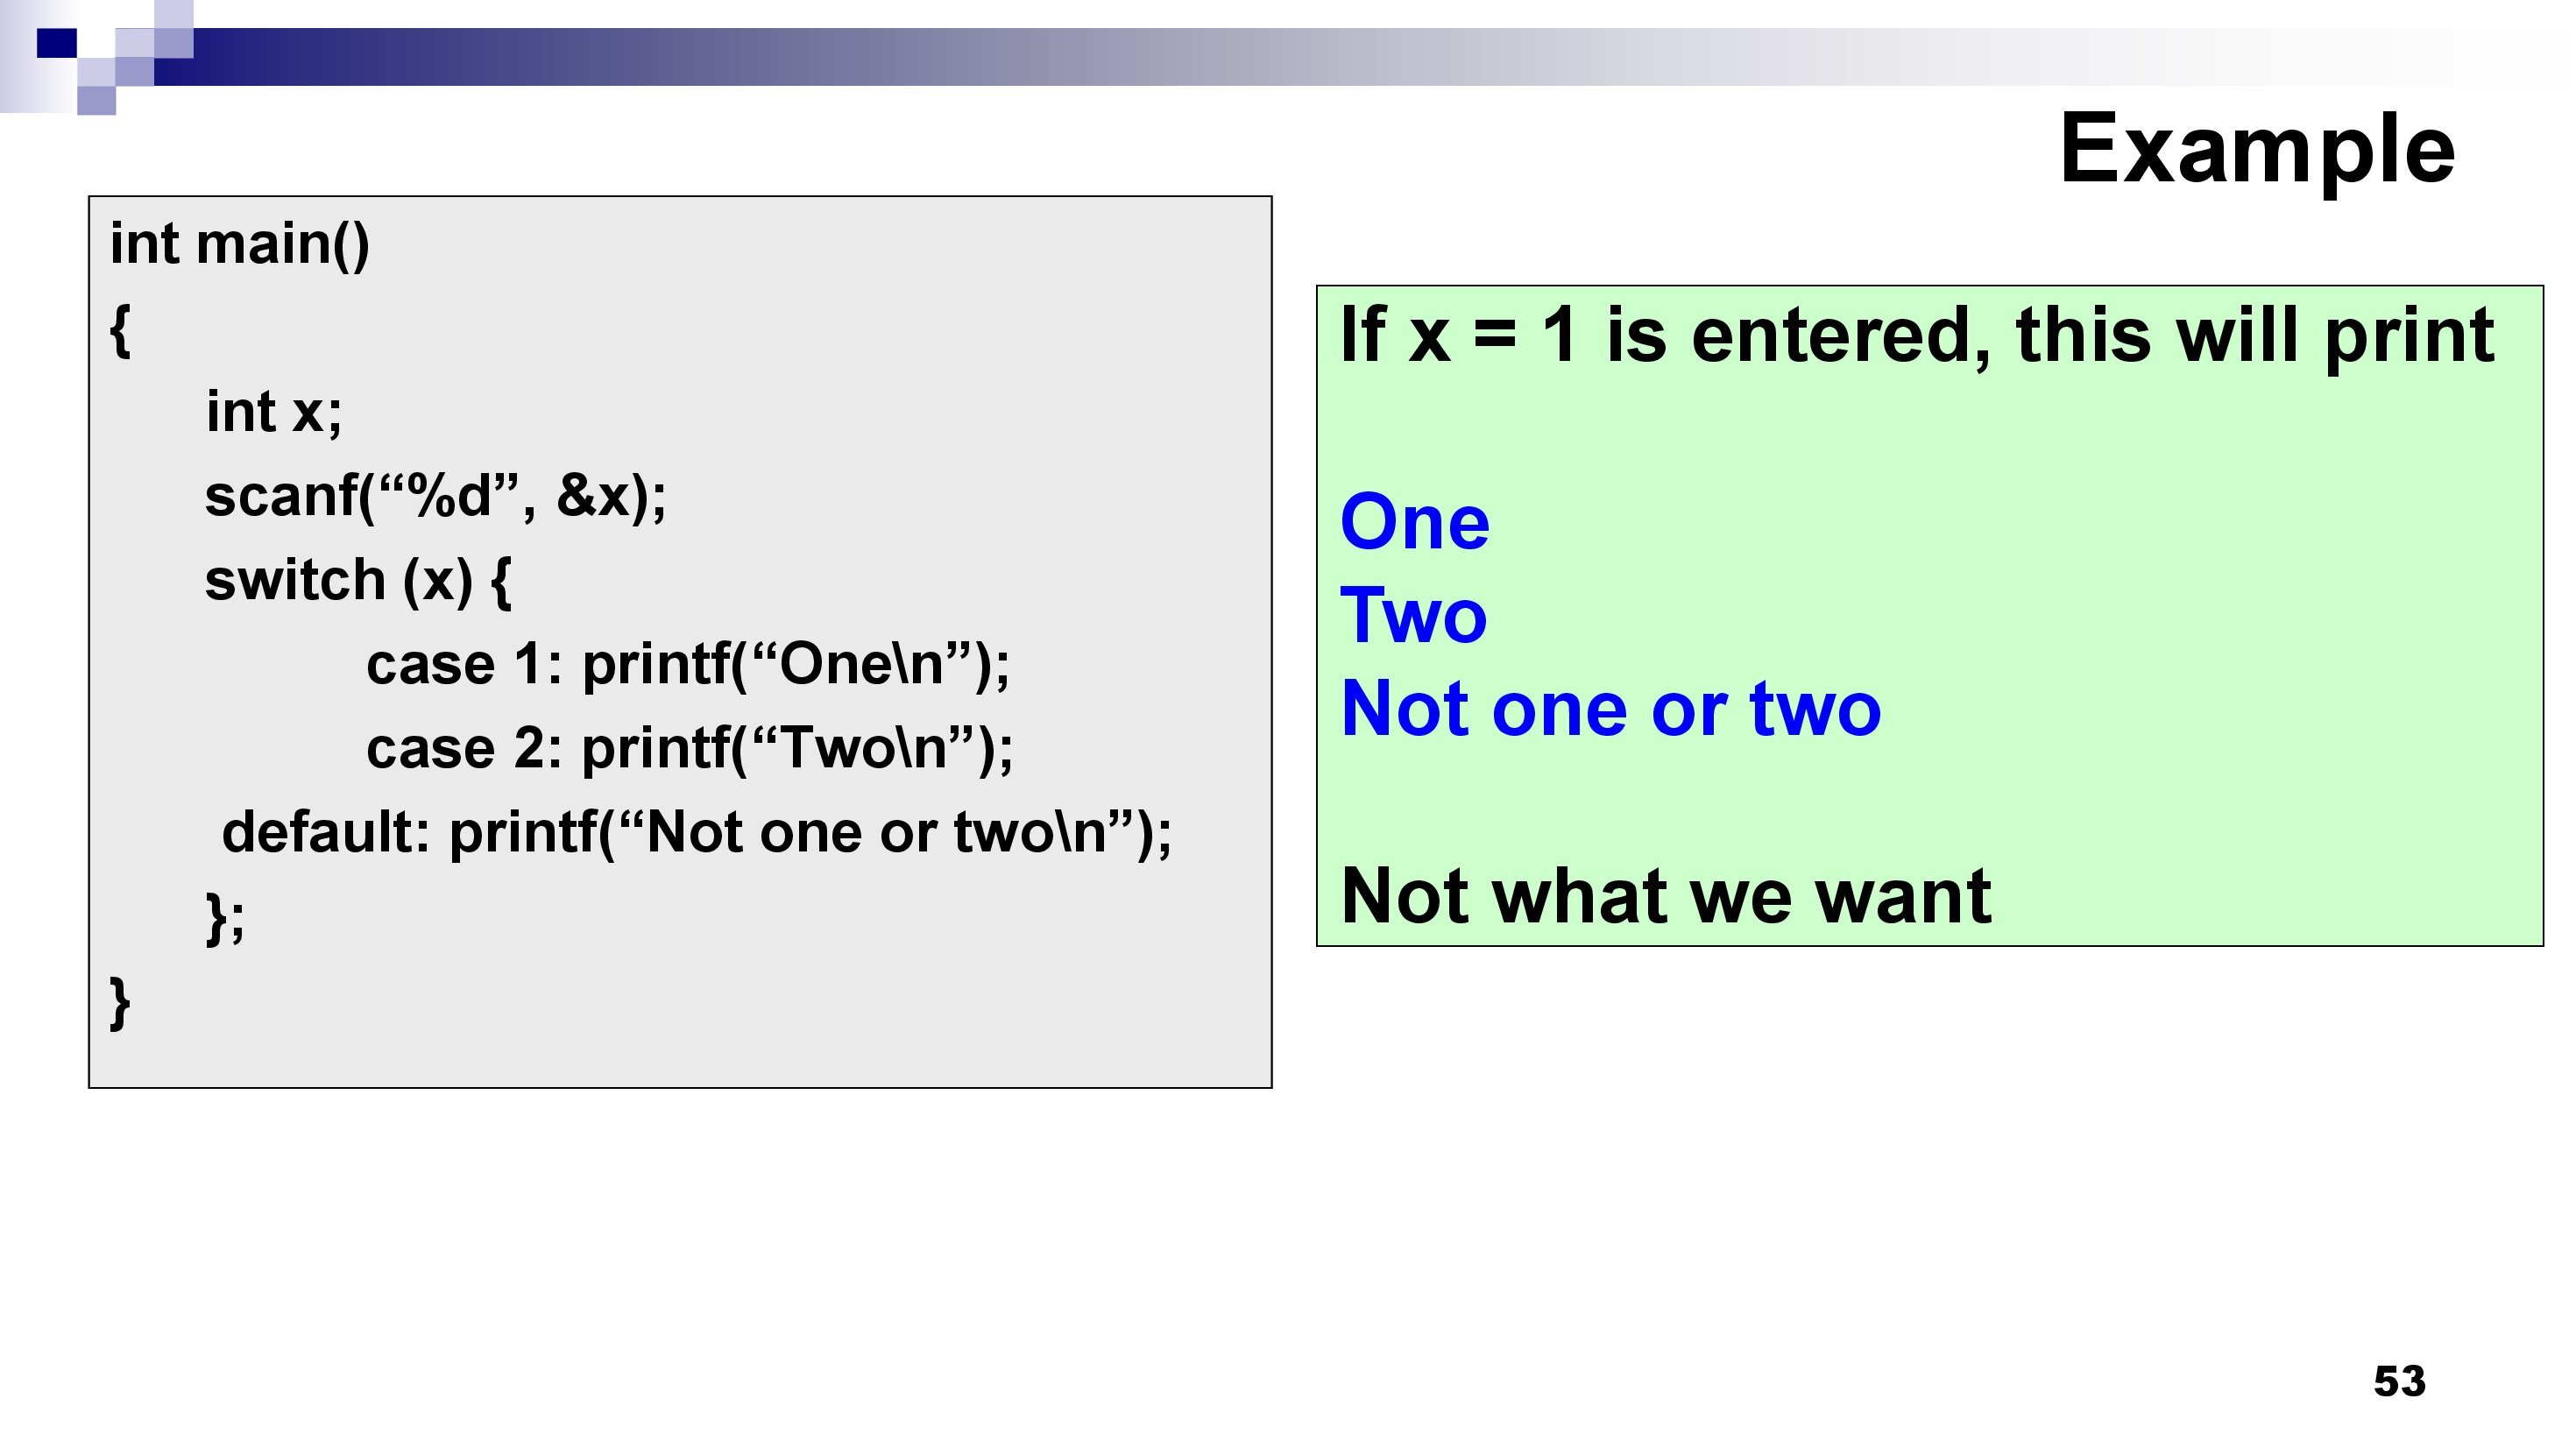 Example
int main()
{
int x;
scanf(“%d”, &x);
switch (x) {
case 1: printf(“One\n”);
case 2: printf(“Two\n”);
default: printf(“Not one or two\n”);
};
}
If x = 1 is entered, this will print
One
Two
Not one or two
Not what we want
53